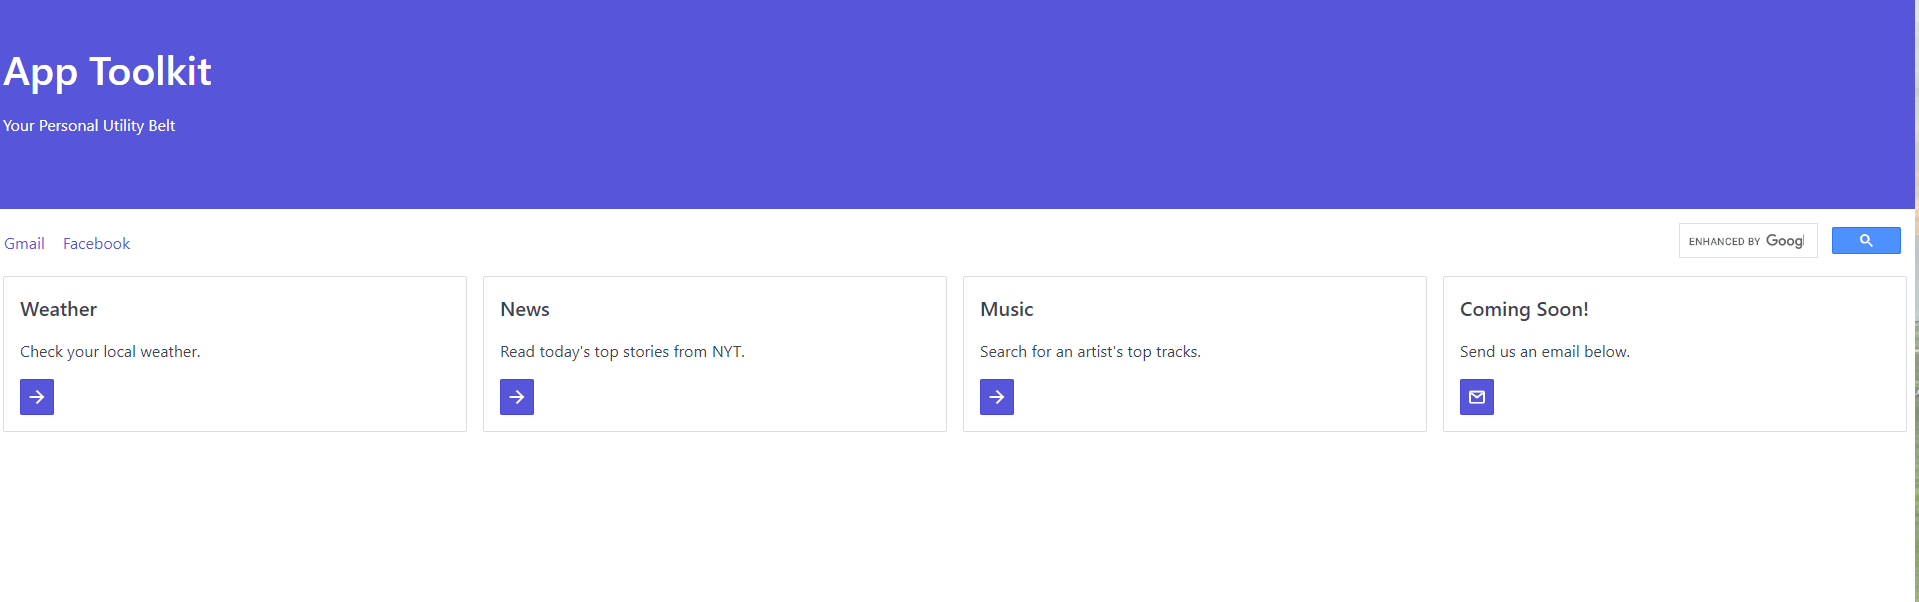 App Toolkit
Your Personal Utility Belt
Gmail Facebook
ENHANCED BY Googl
Weather
Check your local weather.
News
Read today's top stories from NYT.
Music
Search for an artist's top tracks.
Coming Soon!
Send us an email below.